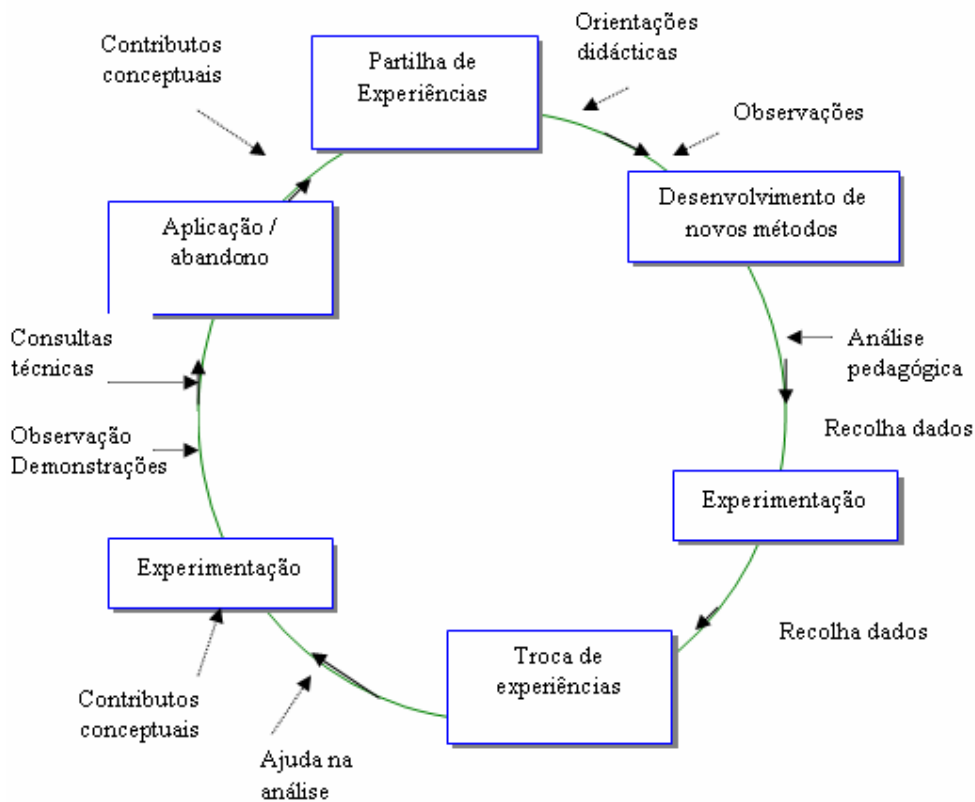 Contributos
conceptuais
Partilha de
Experiências
Orientações
didácticas
Observações
Desenvolvimento de
novos métodos
Aplicação /
abandono
Consultas
técnicas
Análise
pedagógica
Recolha dados
Observação
Demonstrações
Experimentação
Experimentação
Recolha dados
Troca de
experiências
Contributos
conceptuais
Ajuda na
análise